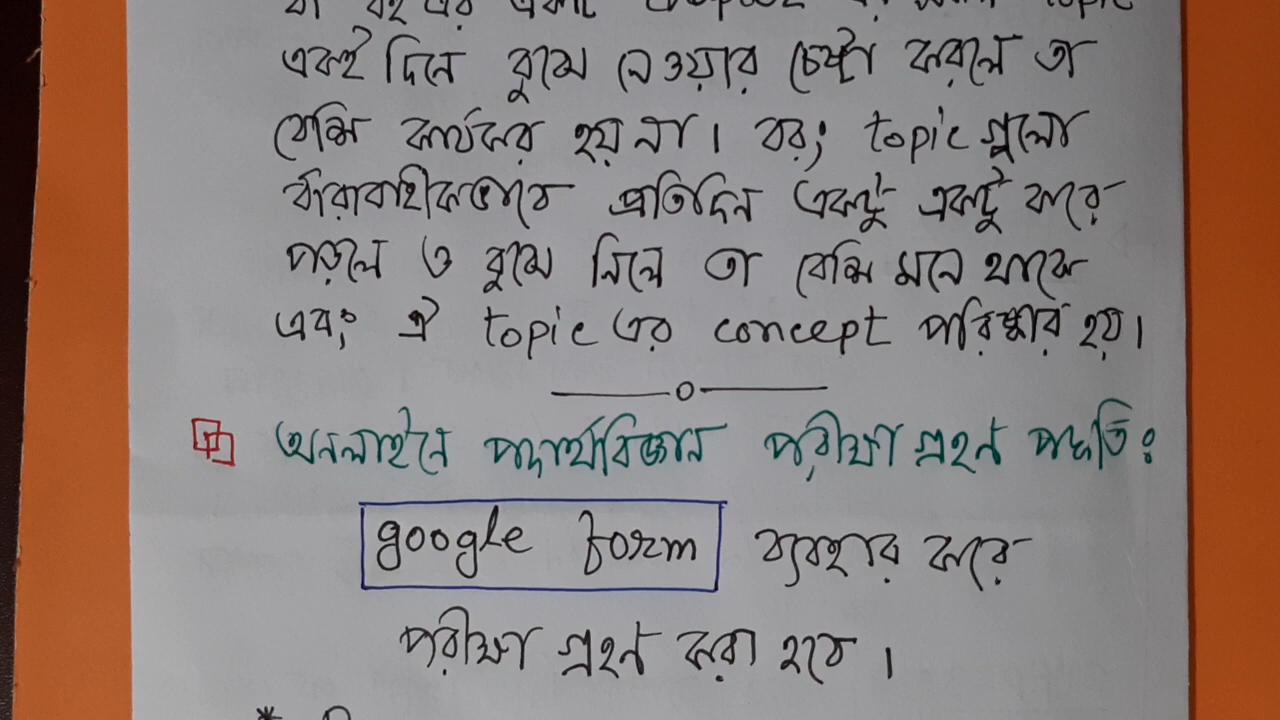 একই দিনে বুঝে নেওয়ার চেষ্টা করলে তা
বেশি কার্যকর হয় না। বরং topic গুলো
ধারাবাহীকভাবে প্রতিদিন একটু একটু করে
পড়লে ও বুঝে নিলে তা বেশি মনে থাকে
এবং ঐ topic এর concept পরিষ্কার হয়।
অনলাইনে পদার্থবিজ্ঞান পরীক্ষা গ্রহণ পদ্ধতিঃ
google form ব্যবহার করে
পরীক্ষা গ্রহণ করা হবে।